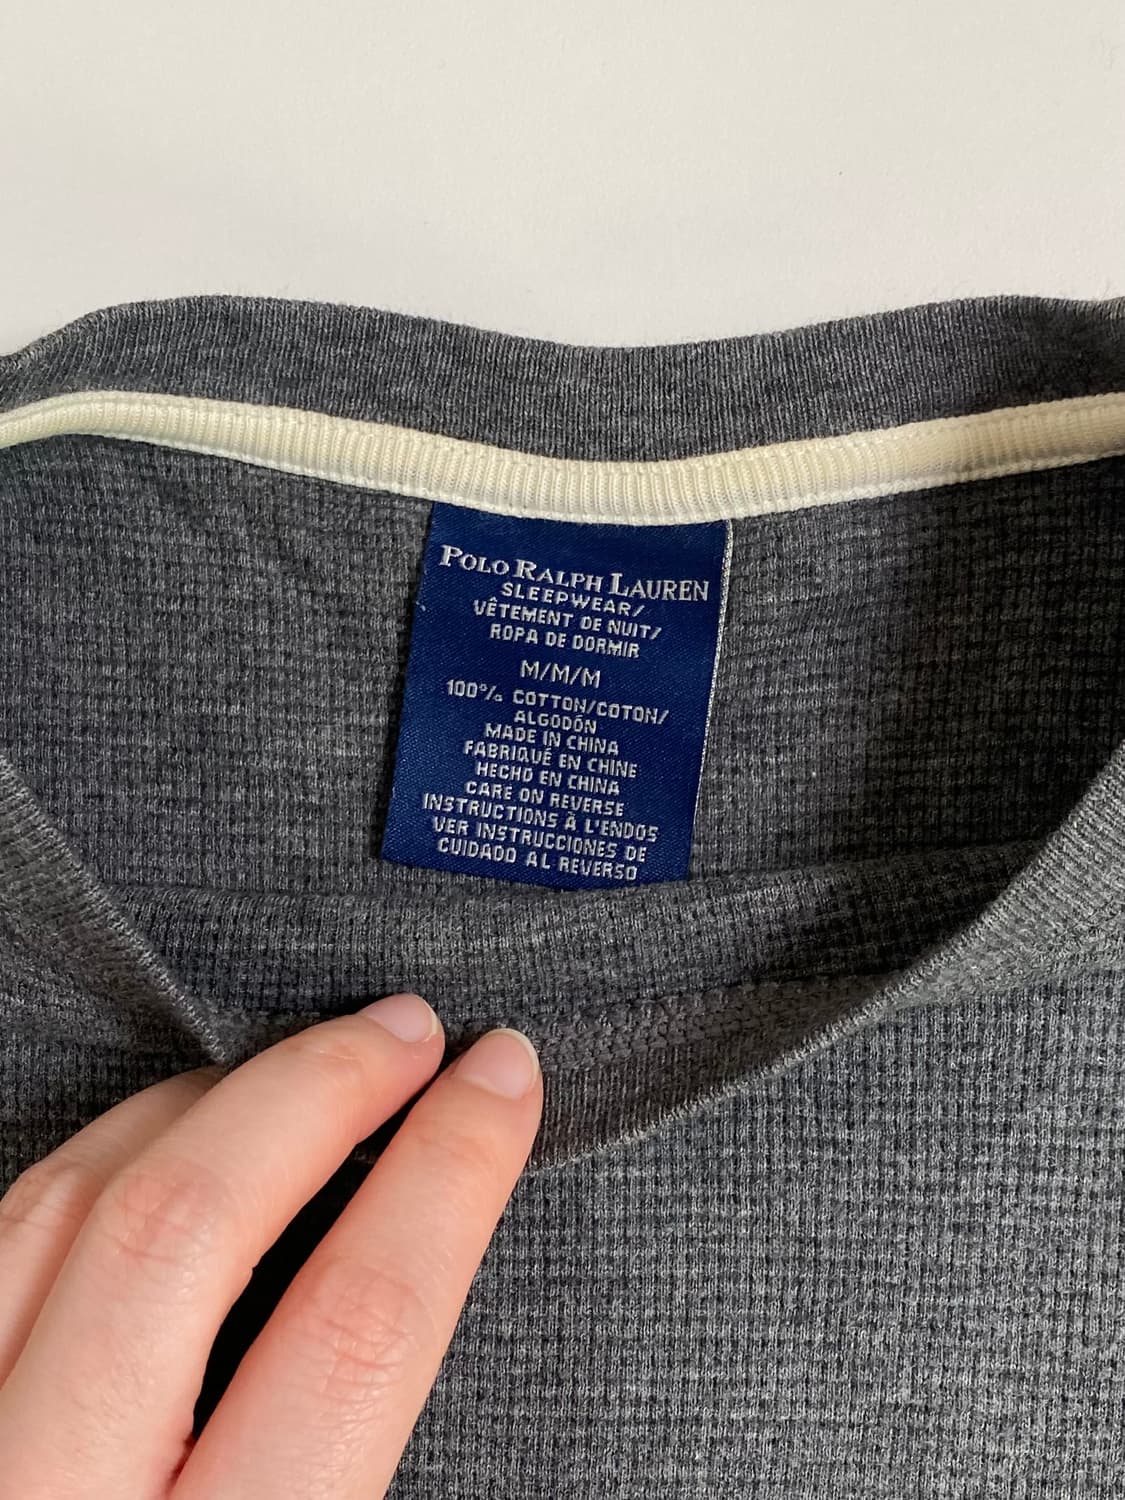 POLO RALPH LAUREN
SLEEPWEAR/
VÊTEMENT DE NUIT/
ROPA DE DORMIR
M/M/M
100% COTTON/COTON/
ALGODÓN
MADE IN CHINA
FABRIQUÉ EN CHINE
HECHO EN CHINA
CARE ON REVERSE
INSTRUCTIONS À L'ENDOS
VER INSTRUCCIONES DE
CUIDADO AL REVERSO